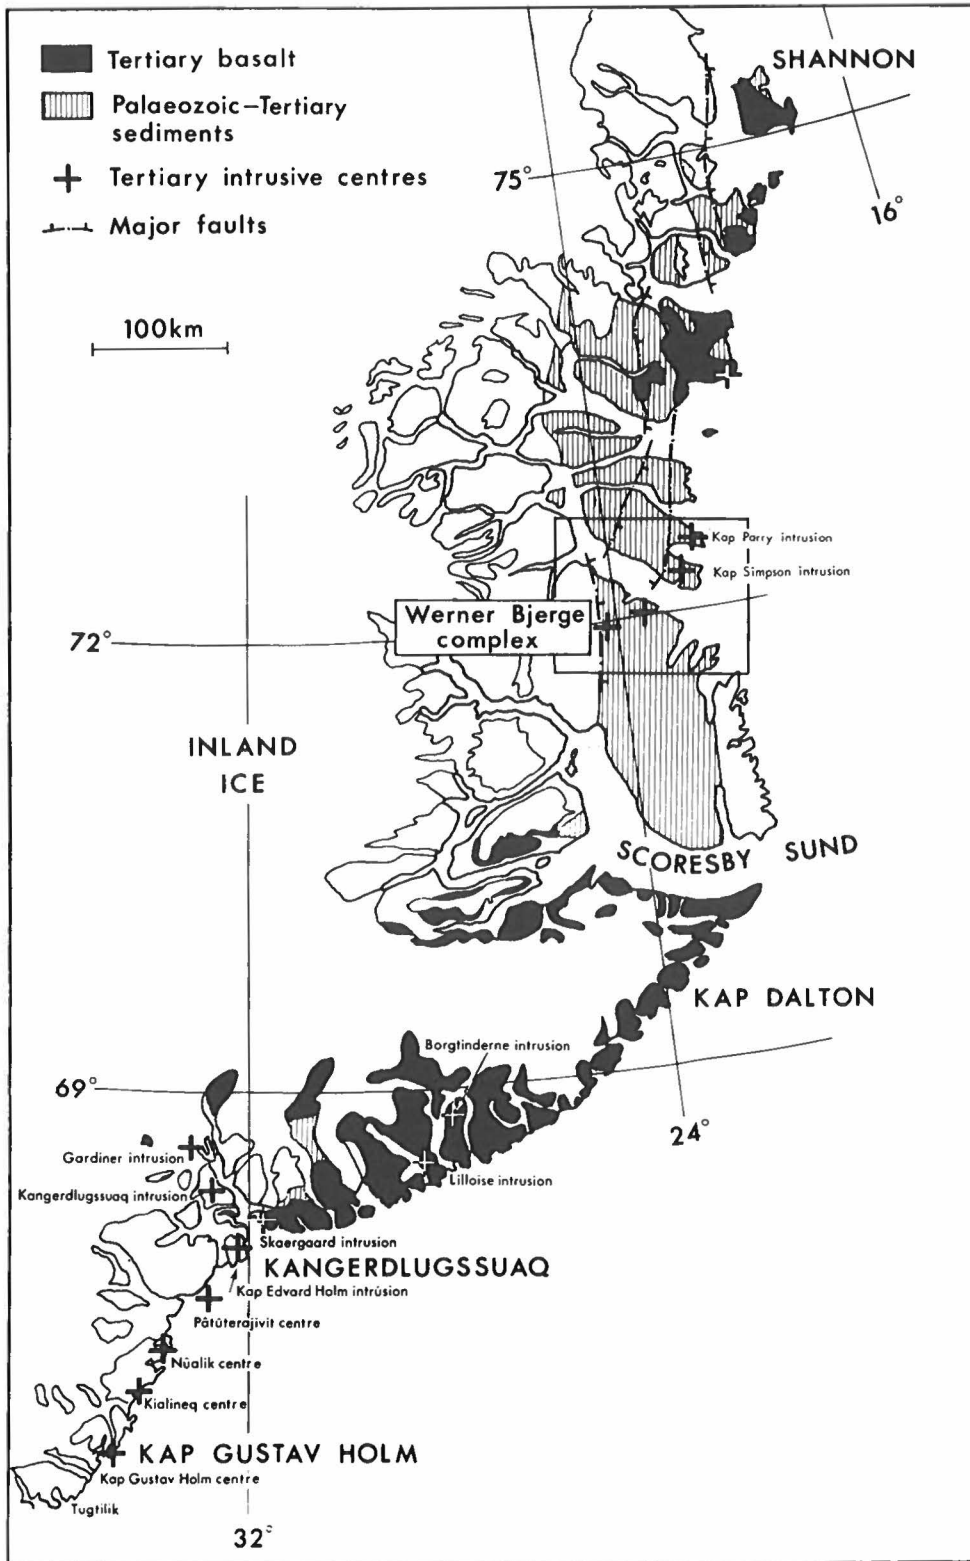 Tertiary basalt
Palaeozoic–Tertiary
sediments
Tertiary intrusive centres
Major faults
100km
SHANNON
75°
16°
Kap Parry intrusion
Kap Simpson intrusion
Werner Bjerge
complex
72°
INLAND
ICE
SCORESBY SUND
KAP DALTON
Borgtinderne intrusion
69°
24°
Gardiner intrusion
Lilloise intrusion
Kangerdlugssuaq intrusion
Skaergaard intrusion
KANGERDLUGSSUAQ
Kap Edvard Holm intrusion
Pâtûterajivit centre
Nûalik centre
Kialineq centre
KAP GUSTAV HOLM
Kap Gustav Holm centre
Tugtilik
32°